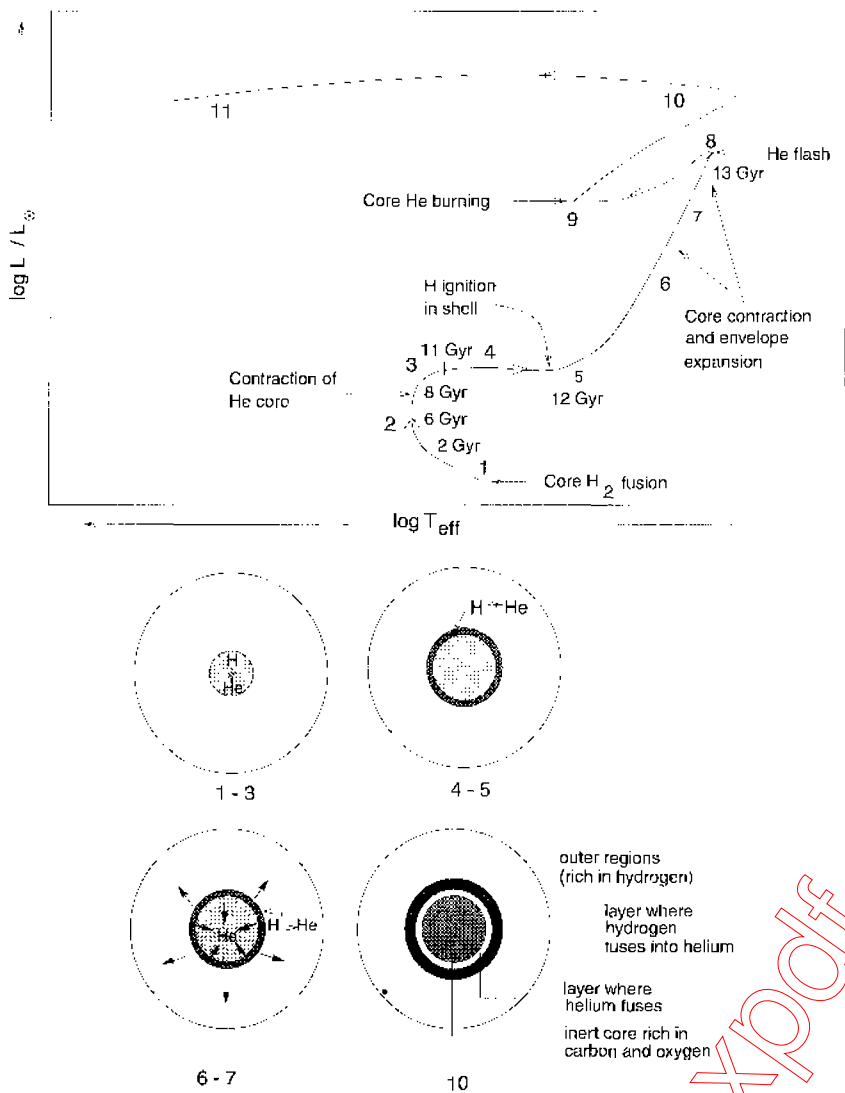 11
10
8
He flash
13 Gyr
Core He burning
9
7
log L / L⊙
H ignition
in shell
6
Core contraction
and envelope
expansion
11 Gyr
3
4
Contraction of
He core
8 Gyr
5
12 Gyr
2
6 Gyr
2 Gyr
1
Core H2 fusion
log Teff
H
He
H He
1 - 3
4 - 5
He
H He
outer regions
(rich in hydrogen)
layer where
hydrogen
fuses into helium
layer where
helium fuses
inert core rich in
carbon and oxygen
6 - 7
10
xpdf